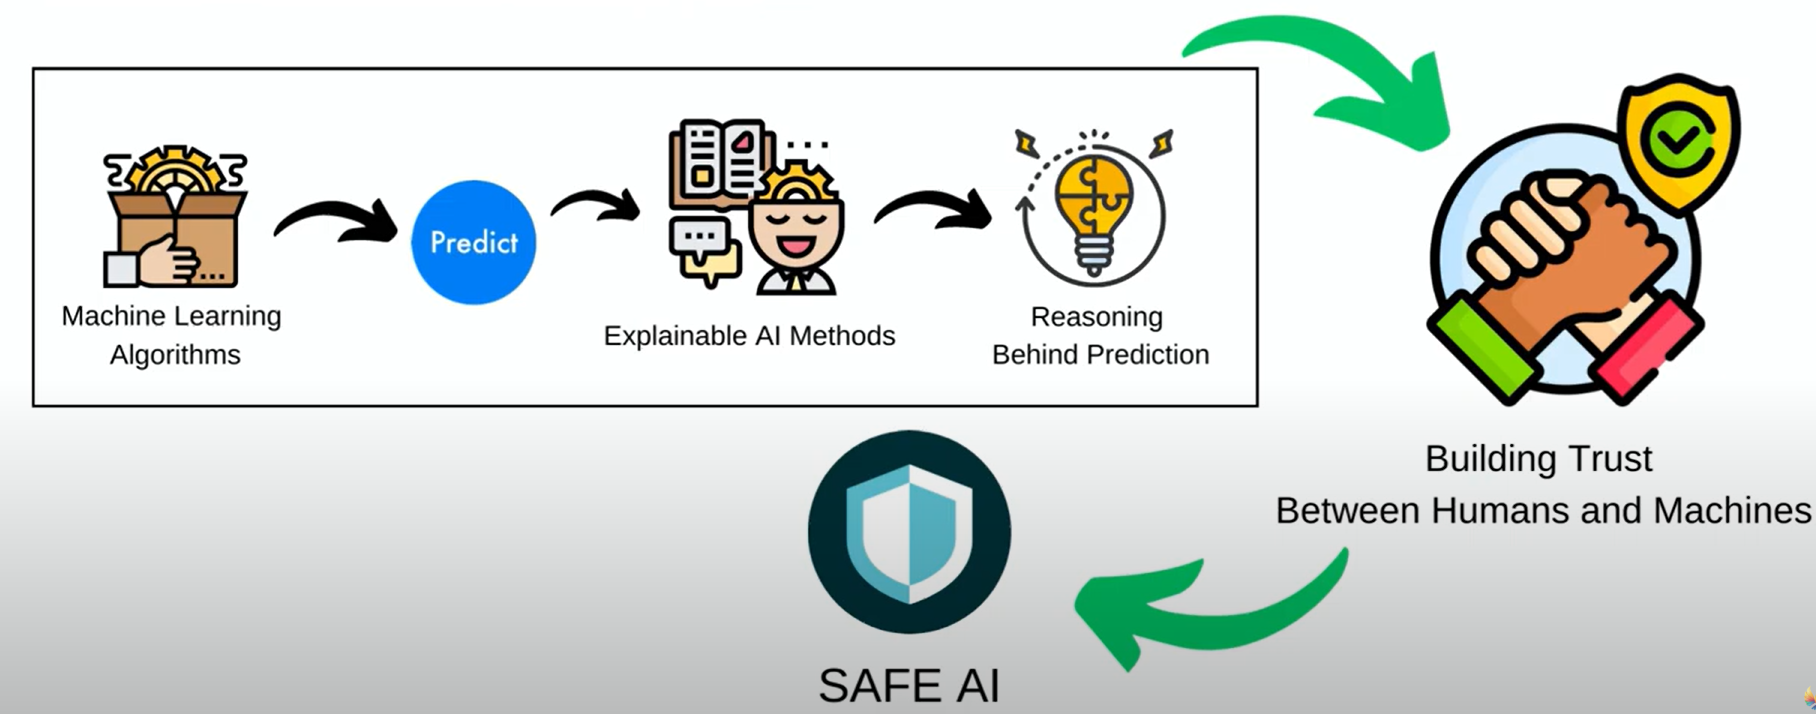 Machine Learning
Algorithms
Predict
Explainable AI Methods
Reasoning
Behind Prediction
Building Trust
Between Humans and Machines
SAFE AI